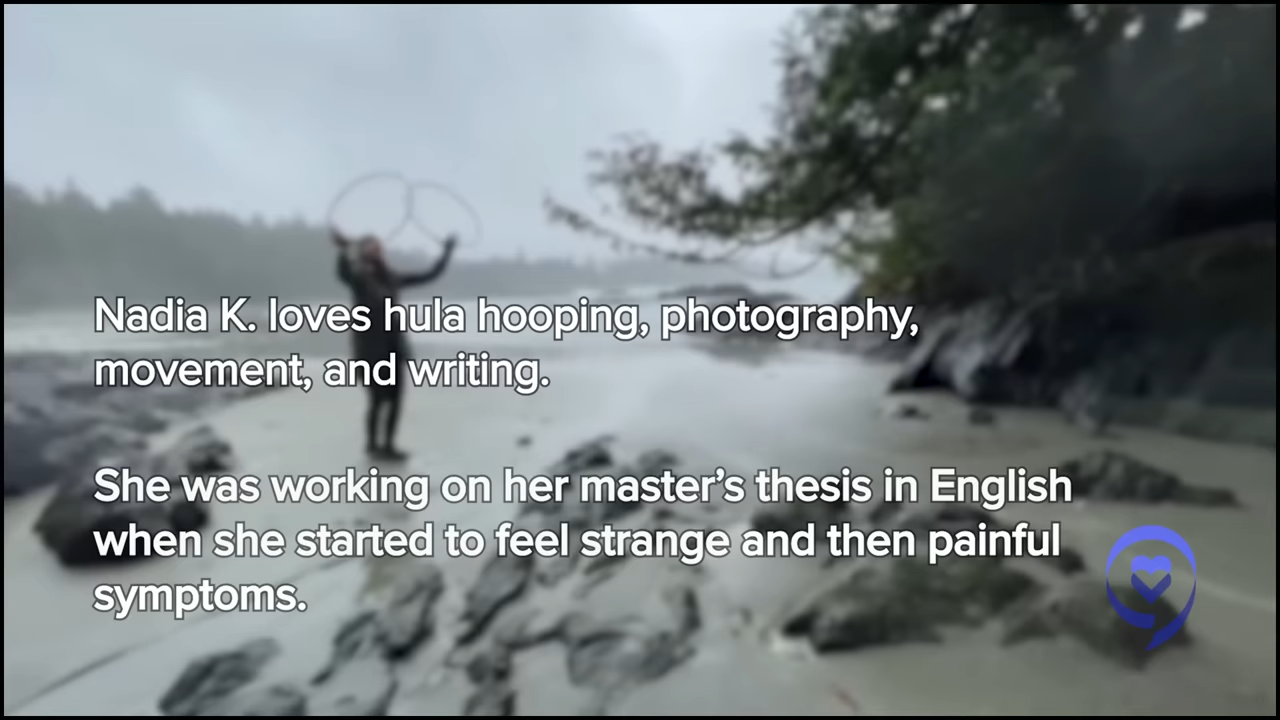 Nadia K. loves hula hooping, photography,
movement, and writing.
She was working on her master’s thesis in English
when she started to feel strange and then painful
symptoms.